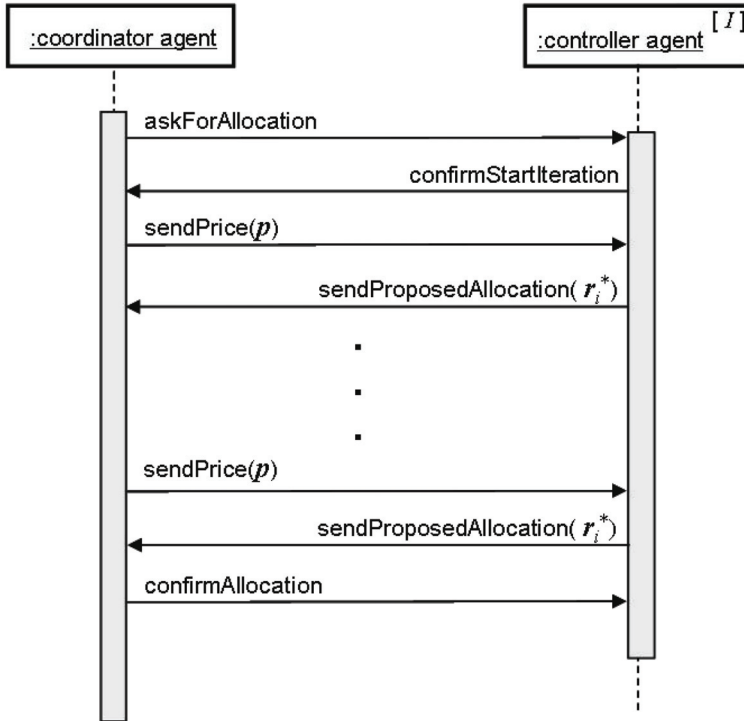 :coordinator agent
:controller agent [I]
askForAllocation
confirmStartIteration
sendPrice(p)
sendProposedAllocation( r_i^*)
sendPrice(p)
sendProposedAllocation( r_i^*)
confirmAllocation